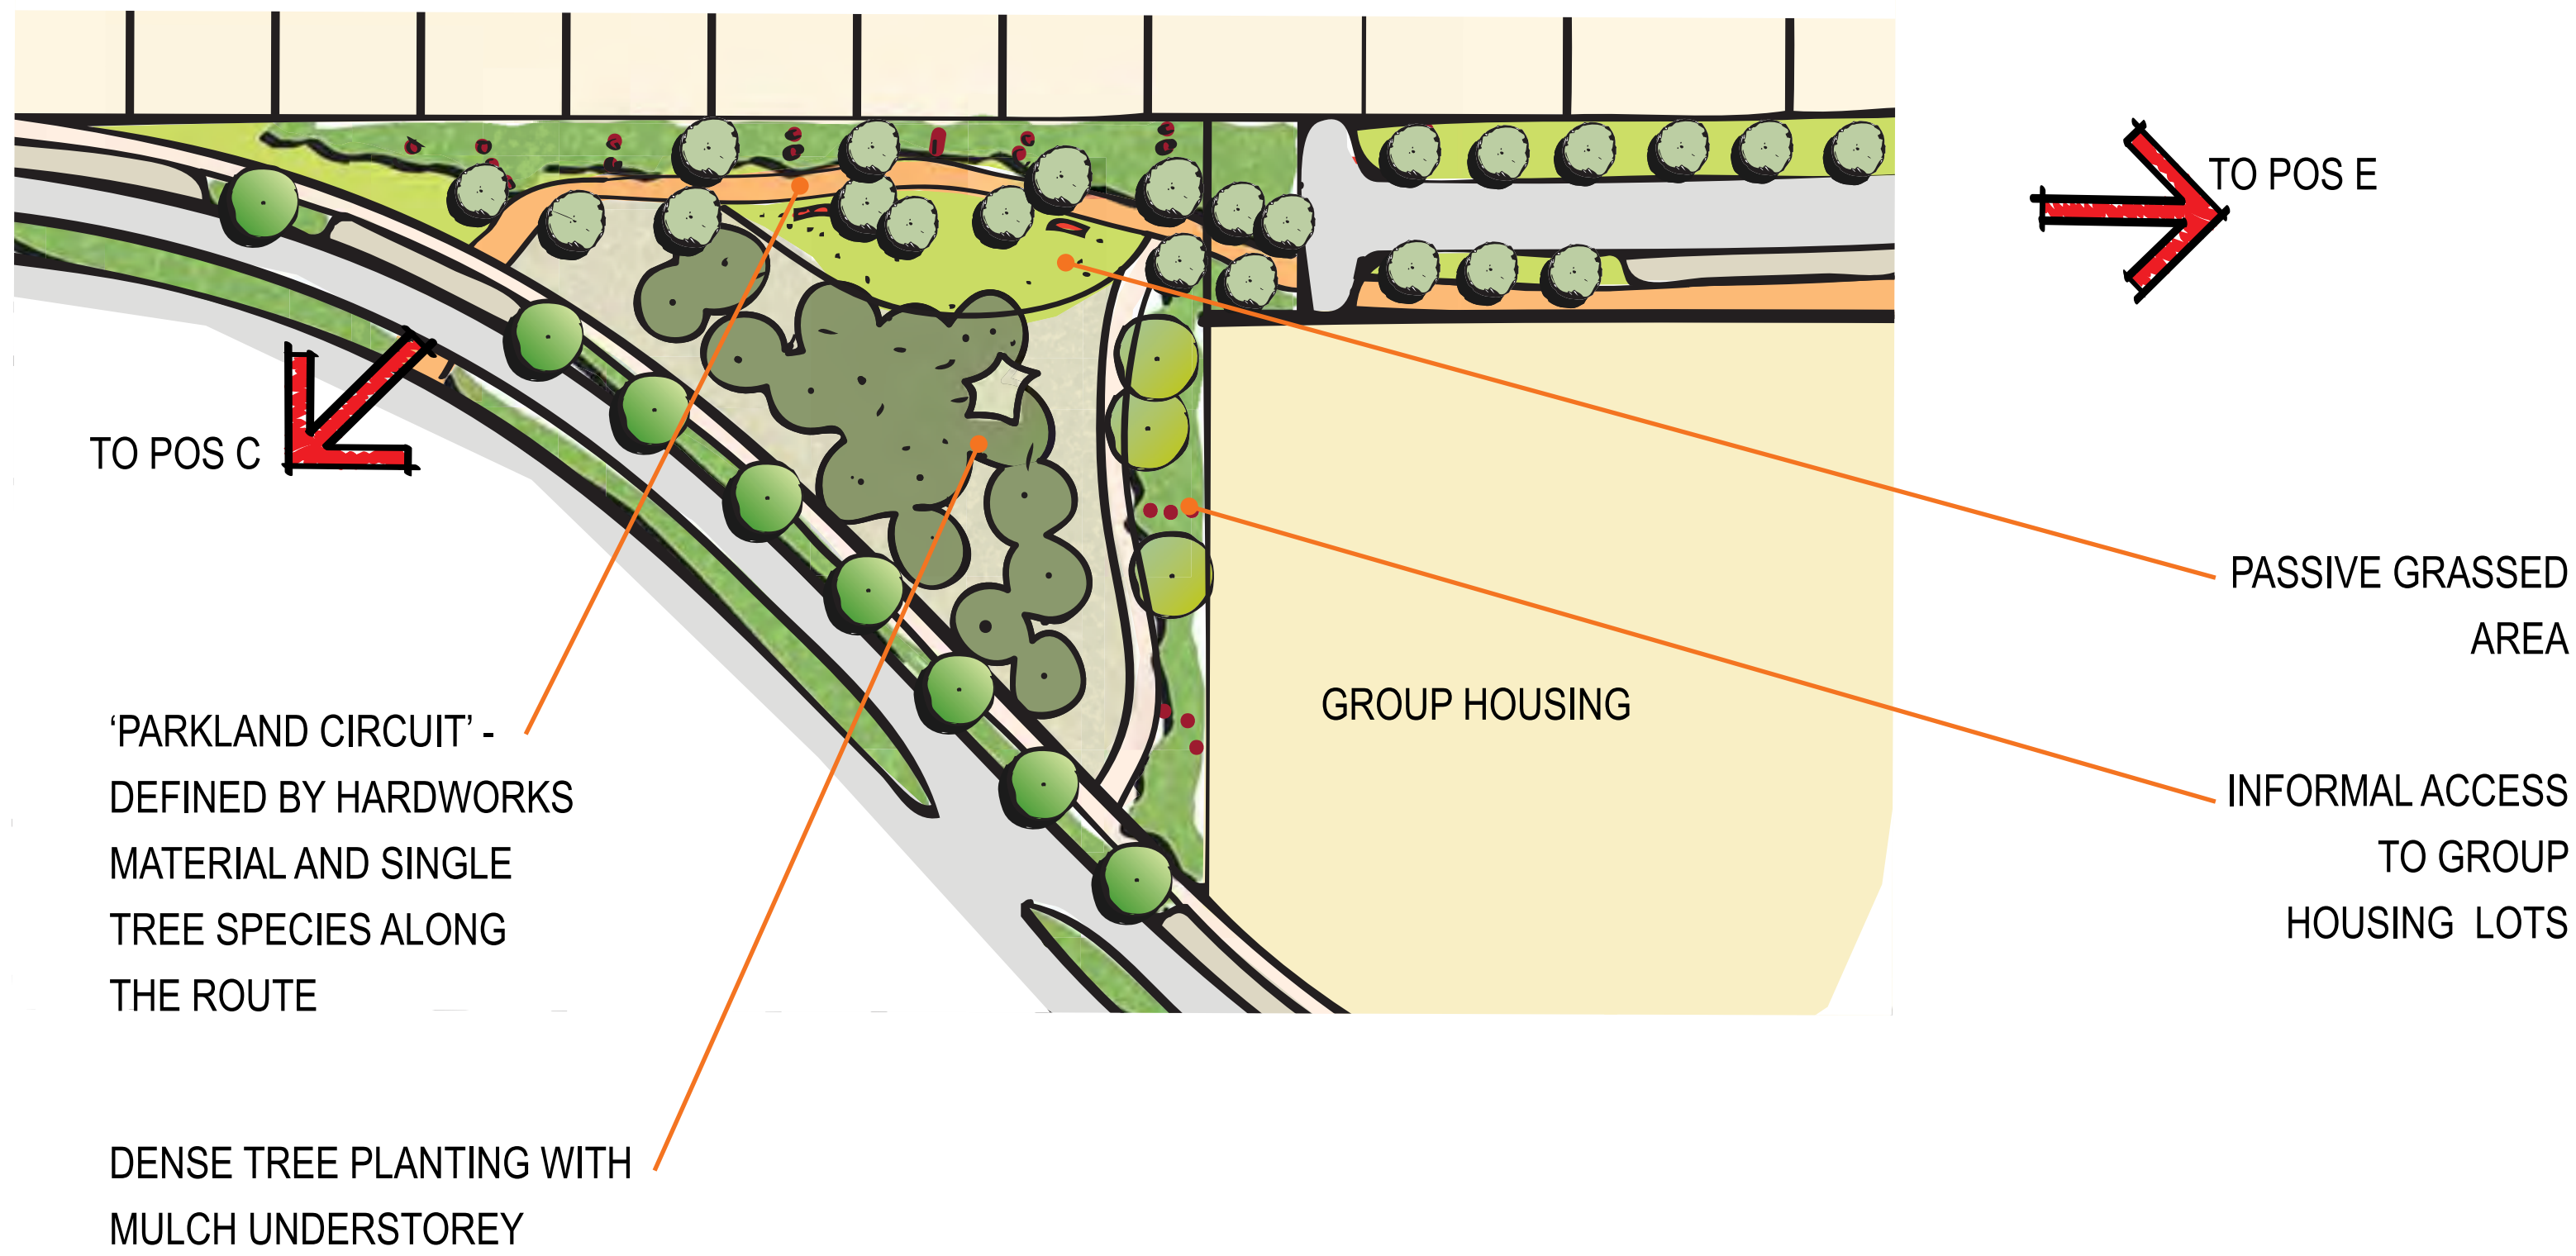 TO POS E
TO POS C
PASSIVE GRASSED
AREA
GROUP HOUSING
‘PARKLAND CIRCUIT’ -
DEFINED BY HARDWORKS
MATERIAL AND SINGLE
TREE SPECIES ALONG
THE ROUTE
INFORMAL ACCESS
TO GROUP
HOUSING LOTS
DENSE TREE PLANTING WITH
MULCH UNDERSTOREY